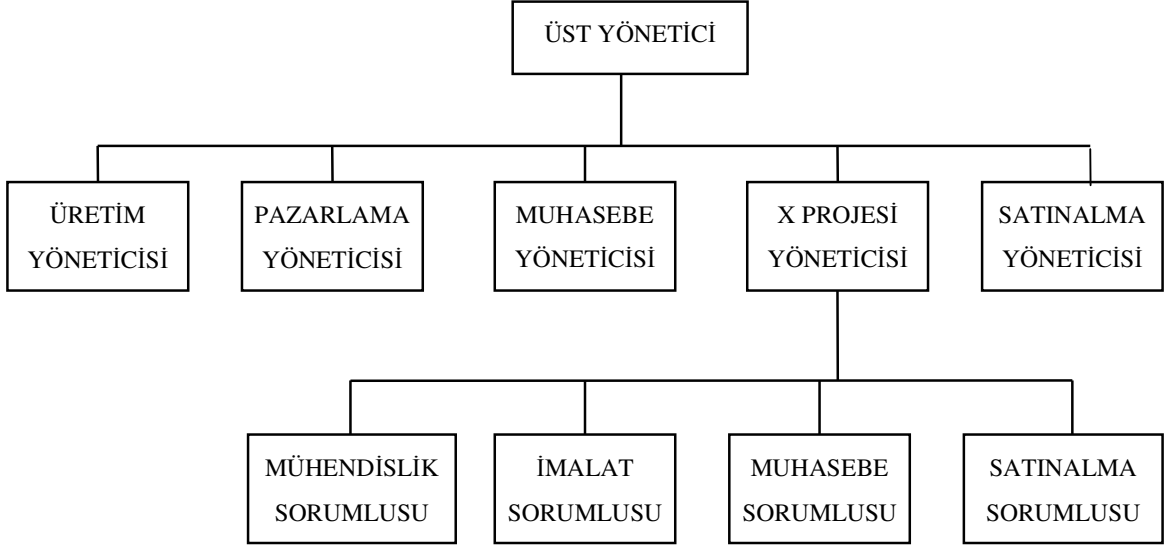 ÜST YÖNETİCİ
ÜRETİM
YÖNETİCİSİ
PAZARLAMA
YÖNETİCİSİ
MUHASEBE
YÖNETİCİSİ
X PROJESİ
YÖNETİCİSİ
SATINALMA
YÖNETİCİSİ
MÜHENDİSLİK
SORUMLUSU
İMALAT
SORUMLUSU
MUHASEBE
SORUMLUSU
SATINALMA
SORUMLUSU